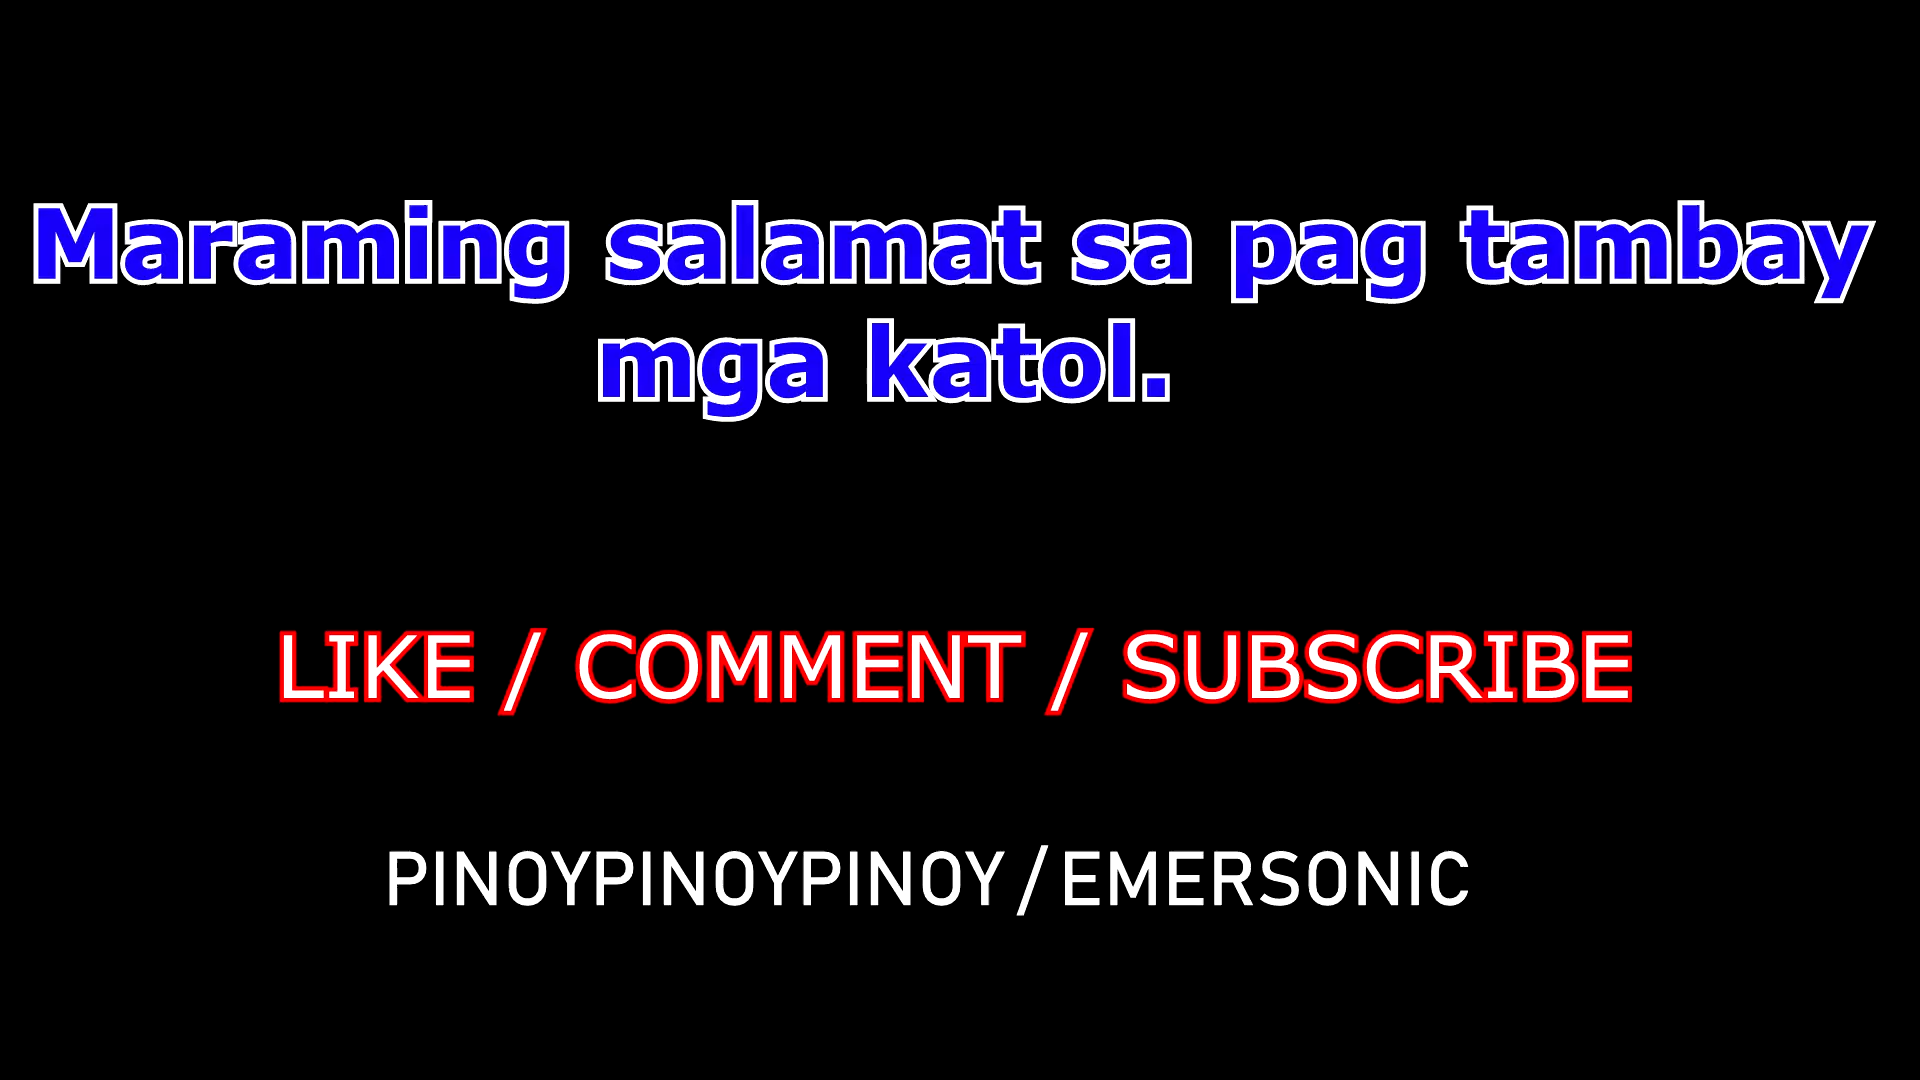 Maraming salamat sa pag tambay
mga katol.
LIKE / COMMENT / SUBSCRIBE
PINOYPINOYPINOY / EMERSONIC